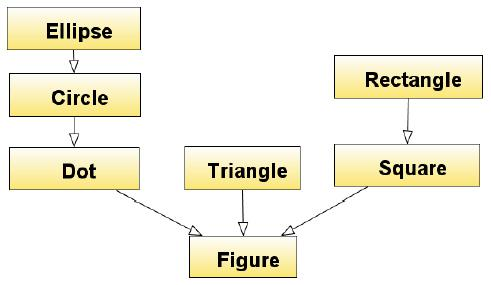 Ellipse
Circle
Rectangle
Dot
Triangle
Square
Figure